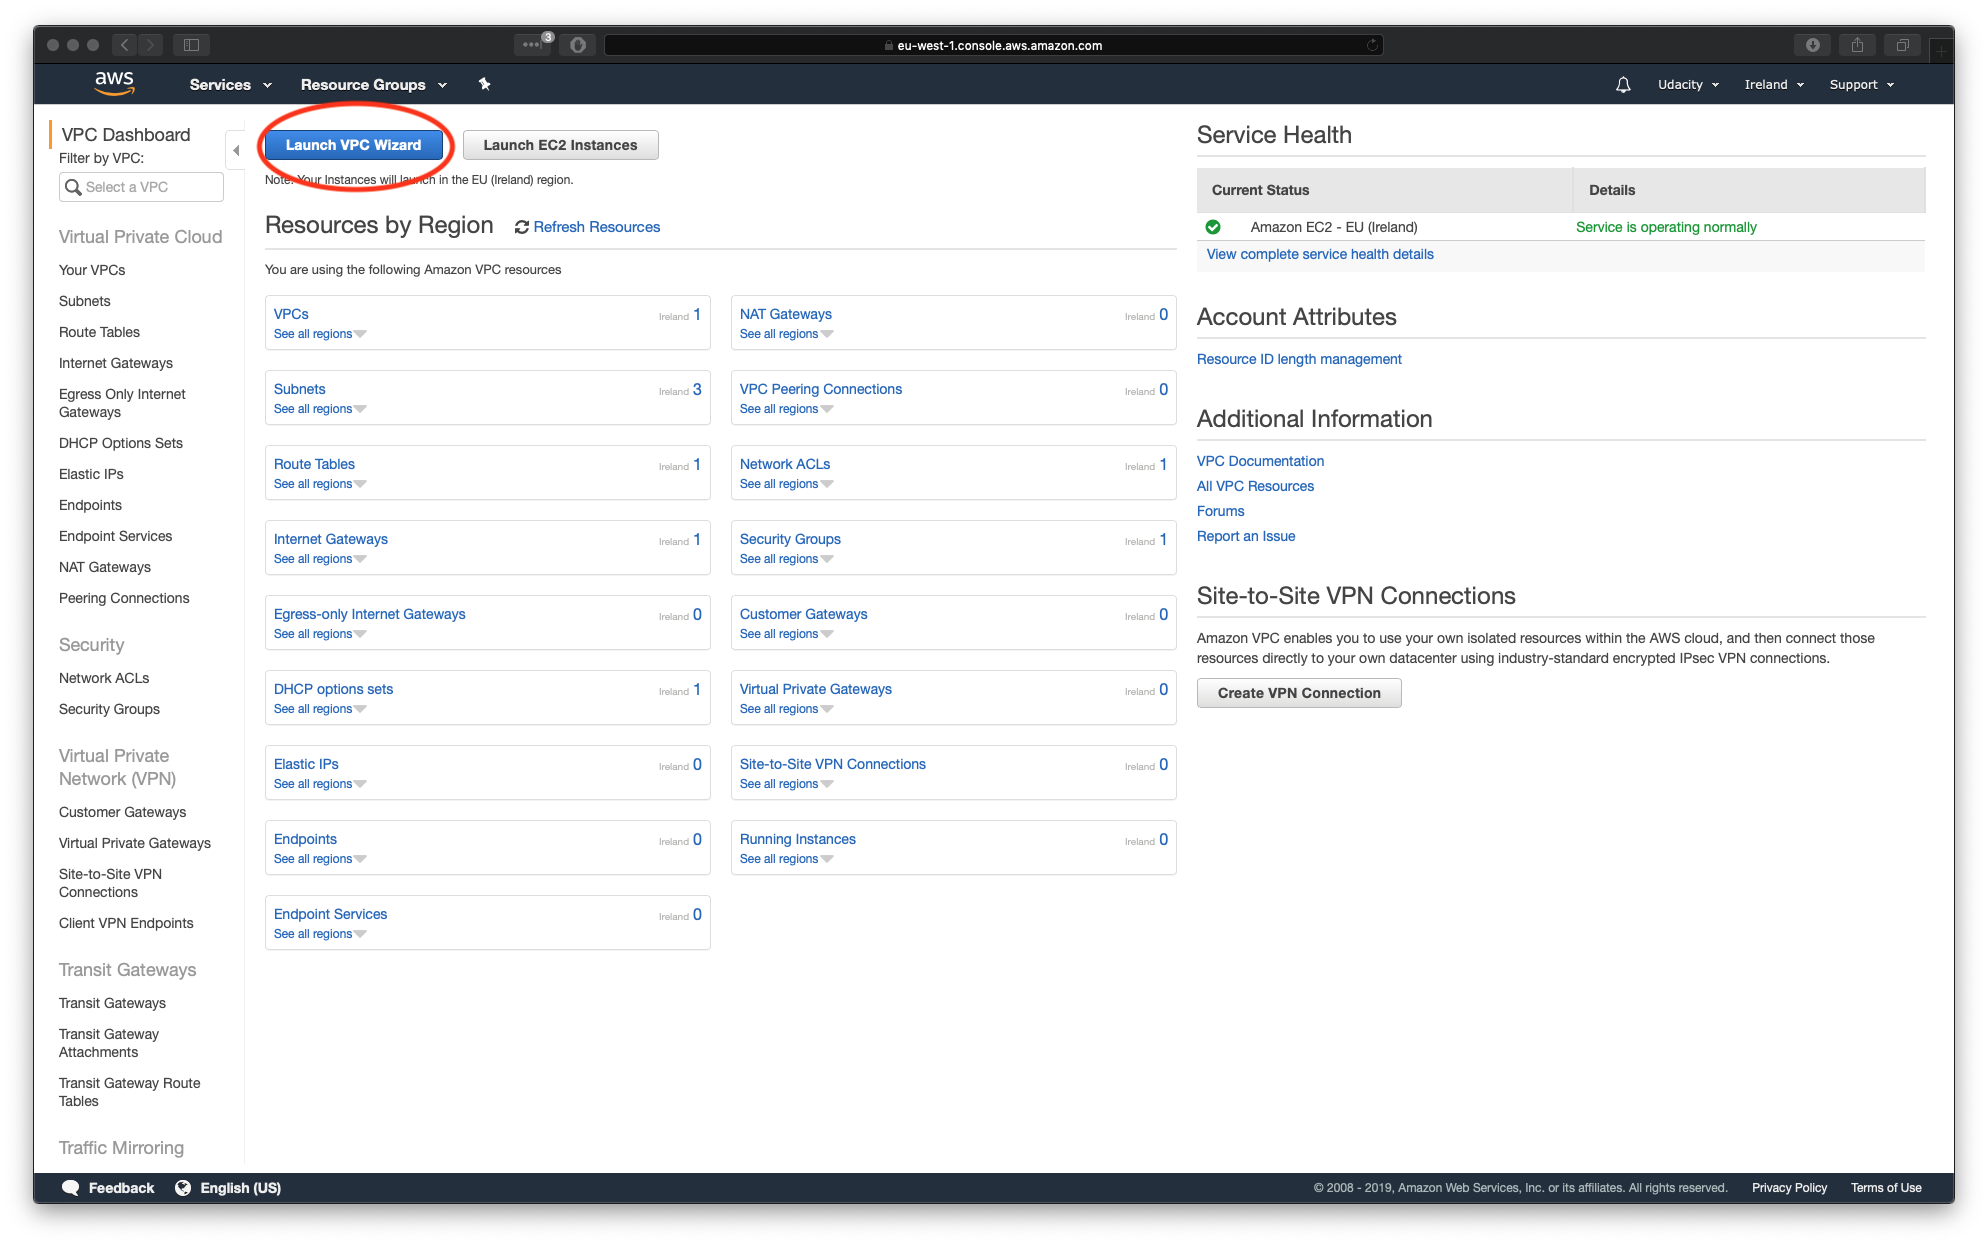 3
eu-west-1.console.aws.amazon.com
aws
Services
Resource Groups
Udacity
Ireland
Support
VPC Dashboard
Filter by VPC:
Select a VPC
Virtual Private Cloud
Your VPCs
Subnets
Route Tables
Internet Gateways
Egress Only Internet
Gateways
DHCP Options Sets
Elastic IPs
Endpoints
Endpoint Services
NAT Gateways
Peering Connections
Security
Network ACLs
Security Groups
Virtual Private
Network (VPN)
Customer Gateways
Virtual Private Gateways
Site-to-Site VPN
Connections
Client VPN Endpoints
Transit Gateways
Transit Gateways
Transit Gateway
Attachments
Transit Gateway Route
Tables
Traffic Mirroring
Launch VPC Wizard
Launch EC2 Instances
Note: Your Instances will launch in the EU (Ireland) region.
Resources by Region
Refresh Resources
You are using the following Amazon VPC resources
VPCs
Ireland 1
See all regions
NAT Gateways
Ireland 0
See all regions
Subnets
Ireland 3
See all regions
VPC Peering Connections
Ireland 0
See all regions
Route Tables
Ireland 1
See all regions
Network ACLs
Ireland 1
See all regions
Internet Gateways
Ireland 1
See all regions
Security Groups
Ireland 1
See all regions
Egress-only Internet Gateways
Ireland 0
See all regions
Customer Gateways
Ireland 0
See all regions
DHCP options sets
Ireland 1
See all regions
Virtual Private Gateways
Ireland 0
See all regions
Elastic IPs
Ireland 0
See all regions
Site-to-Site VPN Connections
Ireland 0
See all regions
Endpoints
Ireland 0
See all regions
Running Instances
Ireland 0
See all regions
Endpoint Services
Ireland 0
See all regions
Service Health
Current Status
Details
Amazon EC2 - EU (Ireland)
Service is operating normally
View complete service health details
Account Attributes
Resource ID length management
Additional Information
VPC Documentation
All VPC Resources
Forums
Report an Issue
Site-to-Site VPN Connections
Amazon VPC enables you to use your own isolated resources within the AWS cloud, and then connect those
resources directly to your own datacenter using industry-standard encrypted IPsec VPN connections.
Create VPN Connection
Feedback
English (US)
© 2008 - 2019, Amazon Web Services, Inc. or its affiliates. All rights reserved.
Privacy Policy
Terms of Use